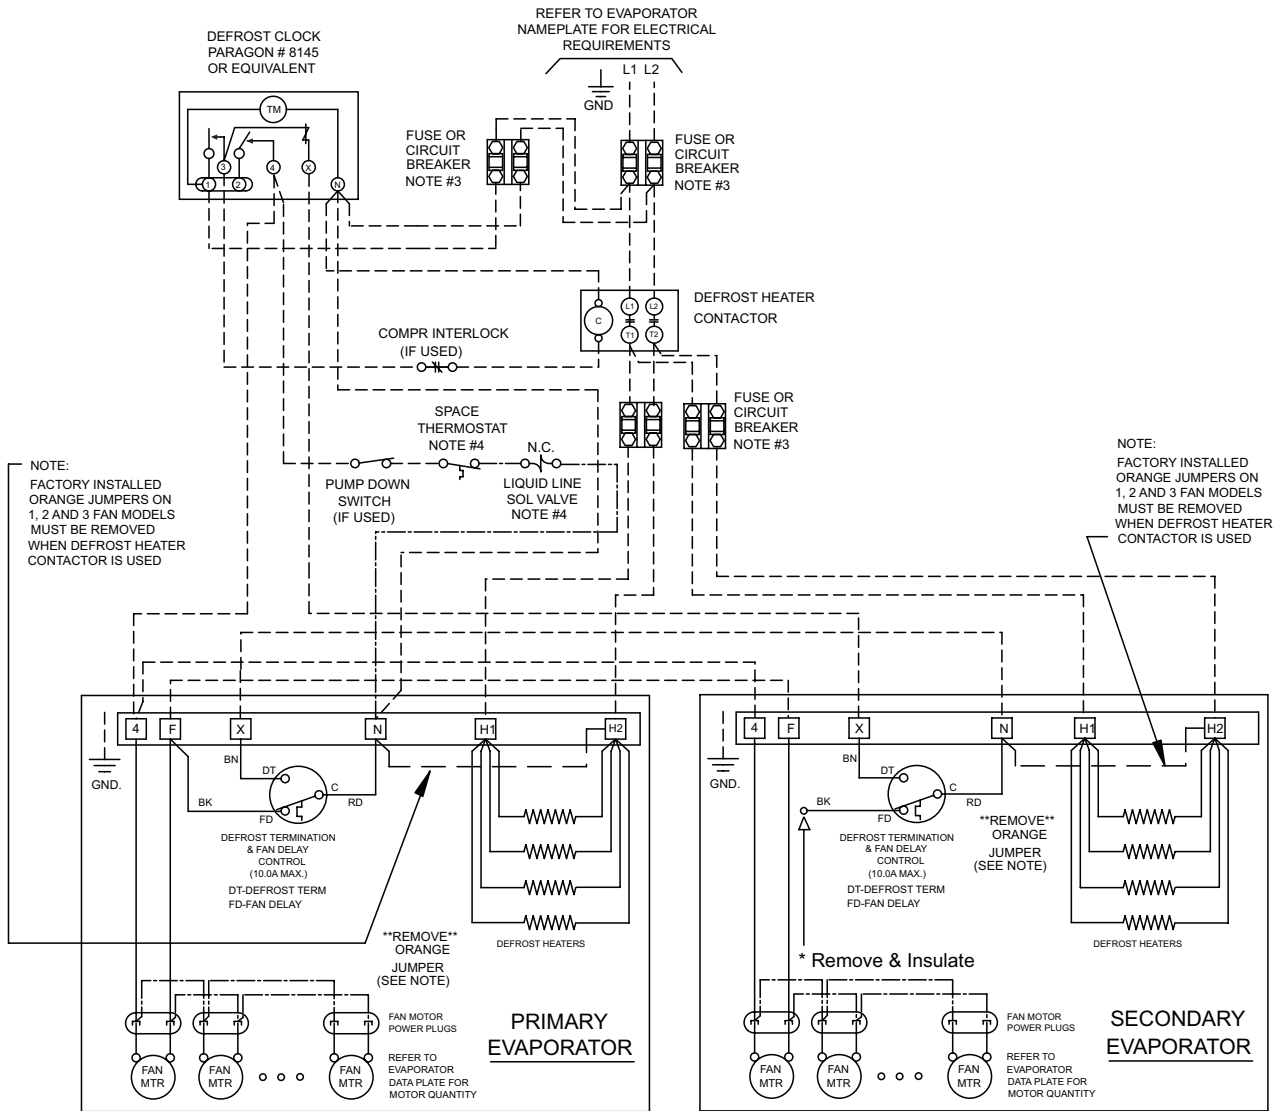 REFER TO EVAPORATOR
NAMEPLATE FOR ELECTRICAL
REQUIREMENTS
DEFROST CLOCK
PARAGON # 8145
OR EQUIVALENT
L1 L2
GND
TM
3
4
X
1
2
N
FUSE OR
CIRCUIT
BREAKER
NOTE #3
FUSE OR
CIRCUIT
BREAKER
NOTE #3
DEFROST HEATER
CONTACTOR
C
L1
L2
T1
T2
COMPR INTERLOCK
(IF USED)
FUSE OR
CIRCUIT
BREAKER
NOTE #3
SPACE
THERMOSTAT
NOTE #4
N.C.
PUMP DOWN
SWITCH
(IF USED)
LIQUID LINE
SOL VALVE
NOTE #4
NOTE:
FACTORY INSTALLED
ORANGE JUMPERS ON
1, 2 AND 3 FAN MODELS
MUST BE REMOVED
WHEN DEFROST HEATER
CONTACTOR IS USED
NOTE:
FACTORY INSTALLED
ORANGE JUMPERS ON
1, 2 AND 3 FAN MODELS
MUST BE REMOVED
WHEN DEFROST HEATER
CONTACTOR IS USED
4 F X N H1 H2
GND.
BN
DT
C
RD
BK
FD
DEFROST TERMINATION
& FAN DELAY
CONTROL
(10.0A MAX.)
DT-DEFROST TERM
FD-FAN DELAY
**REMOVE**
ORANGE
JUMPER
(SEE NOTE)
DEFROST HEATERS
FAN MOTOR
POWER PLUGS
FAN
MTR
FAN
MTR
FAN
MTR
REFER TO
EVAPORATOR
DATA PLATE FOR
MOTOR QUANTITY
PRIMARY
EVAPORATOR
4 F X N H1 H2
GND.
BN
DT
C
RD
BK
FD
DEFROST TERMINATION
& FAN DELAY
CONTROL
(10.0A MAX.)
DT-DEFROST TERM
FD-FAN DELAY
**REMOVE**
ORANGE
JUMPER
(SEE NOTE)
DEFROST HEATERS
* Remove & Insulate
FAN MOTOR
POWER PLUGS
FAN
MTR
FAN
MTR
FAN
MTR
REFER TO
EVAPORATOR
DATA PLATE FOR
MOTOR QUANTITY
SECONDARY
EVAPORATOR